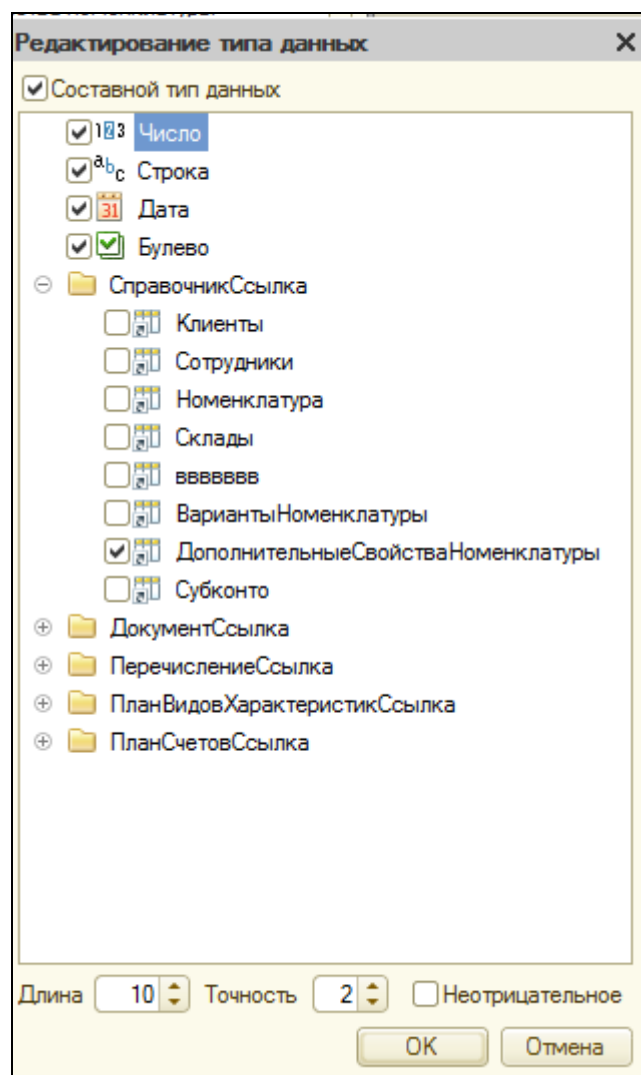 Редактирование типа данных
Составной тип данных
Число
Строка
31 Дата
Булево
СправочникСсылка
Клиенты
Сотрудники
Номенклатура
Склады
ввввввв
ВариантыНоменклатуры
ДополнительныеСвойстваНоменклатуры
Субконто
ДокументСсылка
ПеречислениеСсылка
ПланВидовХарактеристикСсылка
ПланСчетовСсылка
Длина 10 Точность 2 Неотрицательное
OK Отмена